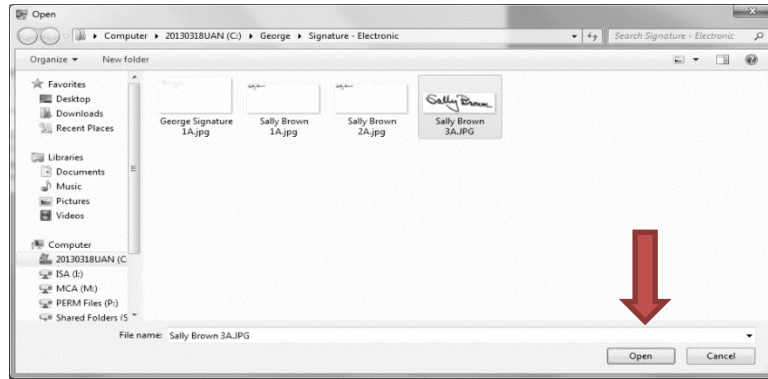 Open
Computer ▸ 20130318UAN (C:) ▸ George ▸ Signature - Electronic
Search Signature - Electronic
Organize ▾ New folder
Favorites
Desktop
Downloads
Recent Places
Libraries
Documents
Music
Pictures
Videos
Computer
20130318UAN (C
ISA (I:)
MCA (M:)
PERM Files (P:)
Shared Folders (S
George Signature
1A.jpg
Sally Brown
1A.jpg
Sally Brown
2A.jpg
Sally Brown
Sally Brown
3A.JPG
File name: Sally Brown 3A.JPG
Open Cancel